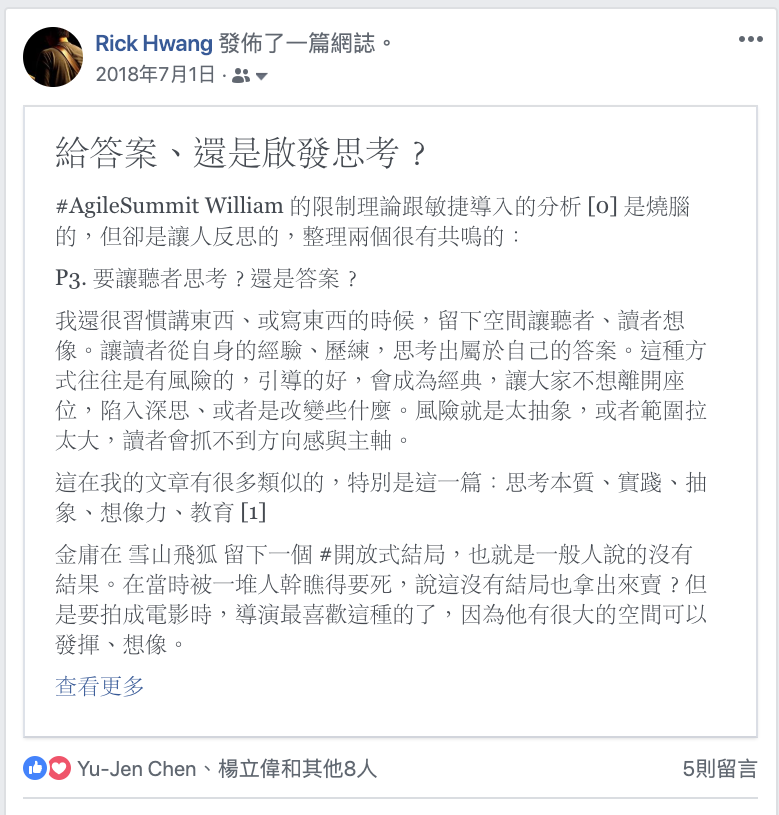 Rick Hwang 發佈了一篇網誌。
2018年7月1日 ·
給答案、還是啟發思考？
#AgileSummit William 的限制理論跟敏捷導入的分析 [0] 是燒腦
的，但卻是讓人反思的，整理兩個很有共鳴的：
P3. 要讓聽者思考？還是答案？
我還很習慣講東西、或寫東西的時候，留下空間讓聽者、讀者想
像。讓讀者從自身的經驗、歷練，思考出屬於自己的答案。這種方
式往往是有風險的，引導的好，會成為經典，讓大家不想離開座
位，陷入深思、或者是改變些什麼。風險就是太抽象，或者範圍拉
太大，讀者會抓不到方向感與主軸。
這在我的文章有很多類似的，特別是這一篇：思考本質、實踐、抽
象、想像力、教育 [1]
金庸在 雪山飛狐 留下一個 #開放式結局，也就是一般人說的沒有
結果。在當時被一堆人幹瞧得要死，說這沒有結局也拿出來賣？但
是要拍成電影時，導演最喜歡這種的了，因為他有很大的空間可以
發揮、想像。
查看更多
Yu-Jen Chen、楊立偉和其他8人
5則留言